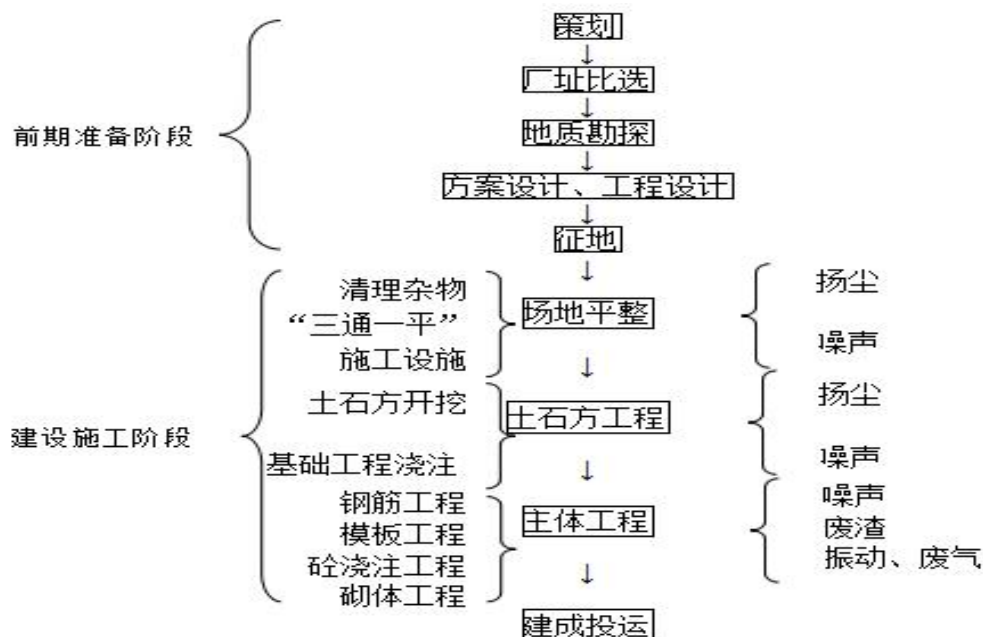 策划
↓
厂址比选
↓
地质勘探
↓
前期准备阶段
方案设计、工程设计
↓
征地
↓
清理杂物
“三通一平”
施工设施
场地平整
扬尘
噪声
↓
建设施工阶段
土石方开挖
基础工程浇注
土石方工程
扬尘
噪声
↓
钢筋工程
模板工程
砼浇注工程
砌体工程
主体工程
噪声
废渣
振动、废气
↓
建成投运